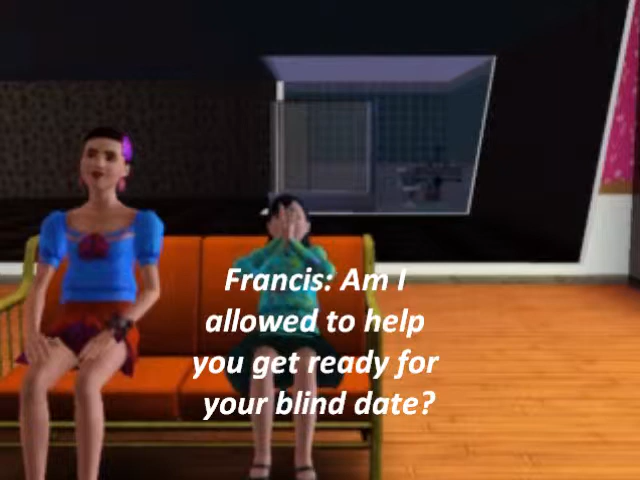 Francis: Am I
allowed to help
you get ready for
your blind date?